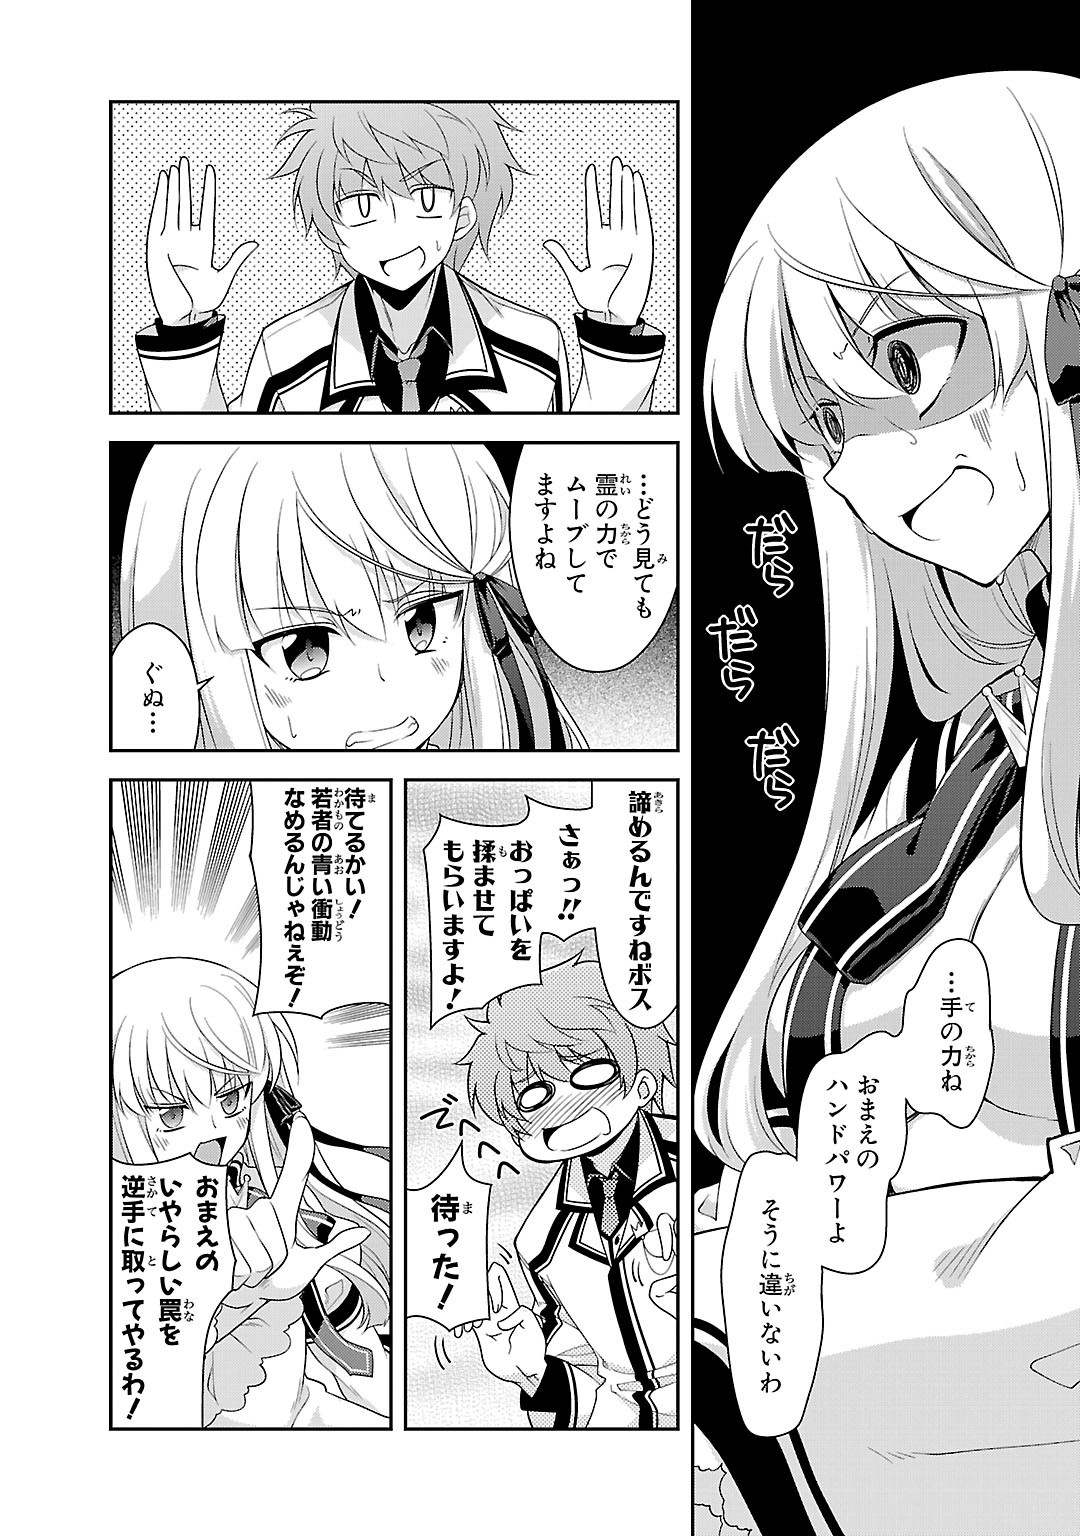 だら
だら
だら
…手の力ね
おまえの
ハンドパワーよ
そうに違いないわ
…どう見ても
霊の力で
ムーブして
ますよね
ぐぬ…
諦めるんですねボス
さぁっ!!
おっぱいを
揉ませて
もらいますよ!
ズイズイ
待った!
待てるかい!
若者の青い衝動
なめるんじゃねえぞ!
おまえの
いやらしい罠を
逆手に取ってやるわ!